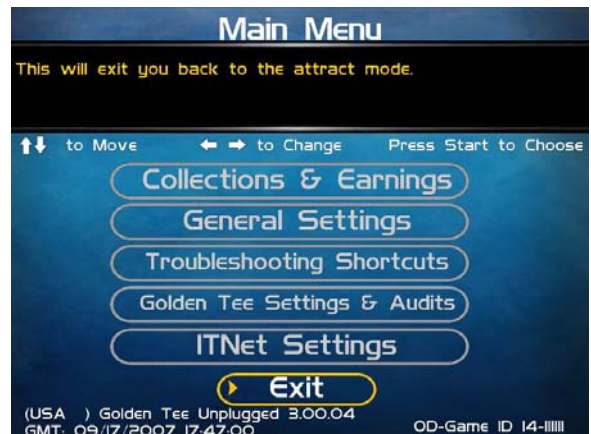 Main Menu
This will exit you back to the attract mode.
to Move to Change Press Start to Choose
Collections & Earnings
General Settings
Troubleshooting Shortcuts
Golden Tee Settings & Audits
ITNet Settings
Exit
(USA ) Golden Tee Unplugged 3.00.04
GMT: 09/17/2007 17:47:00 OD-Game ID 14-111111